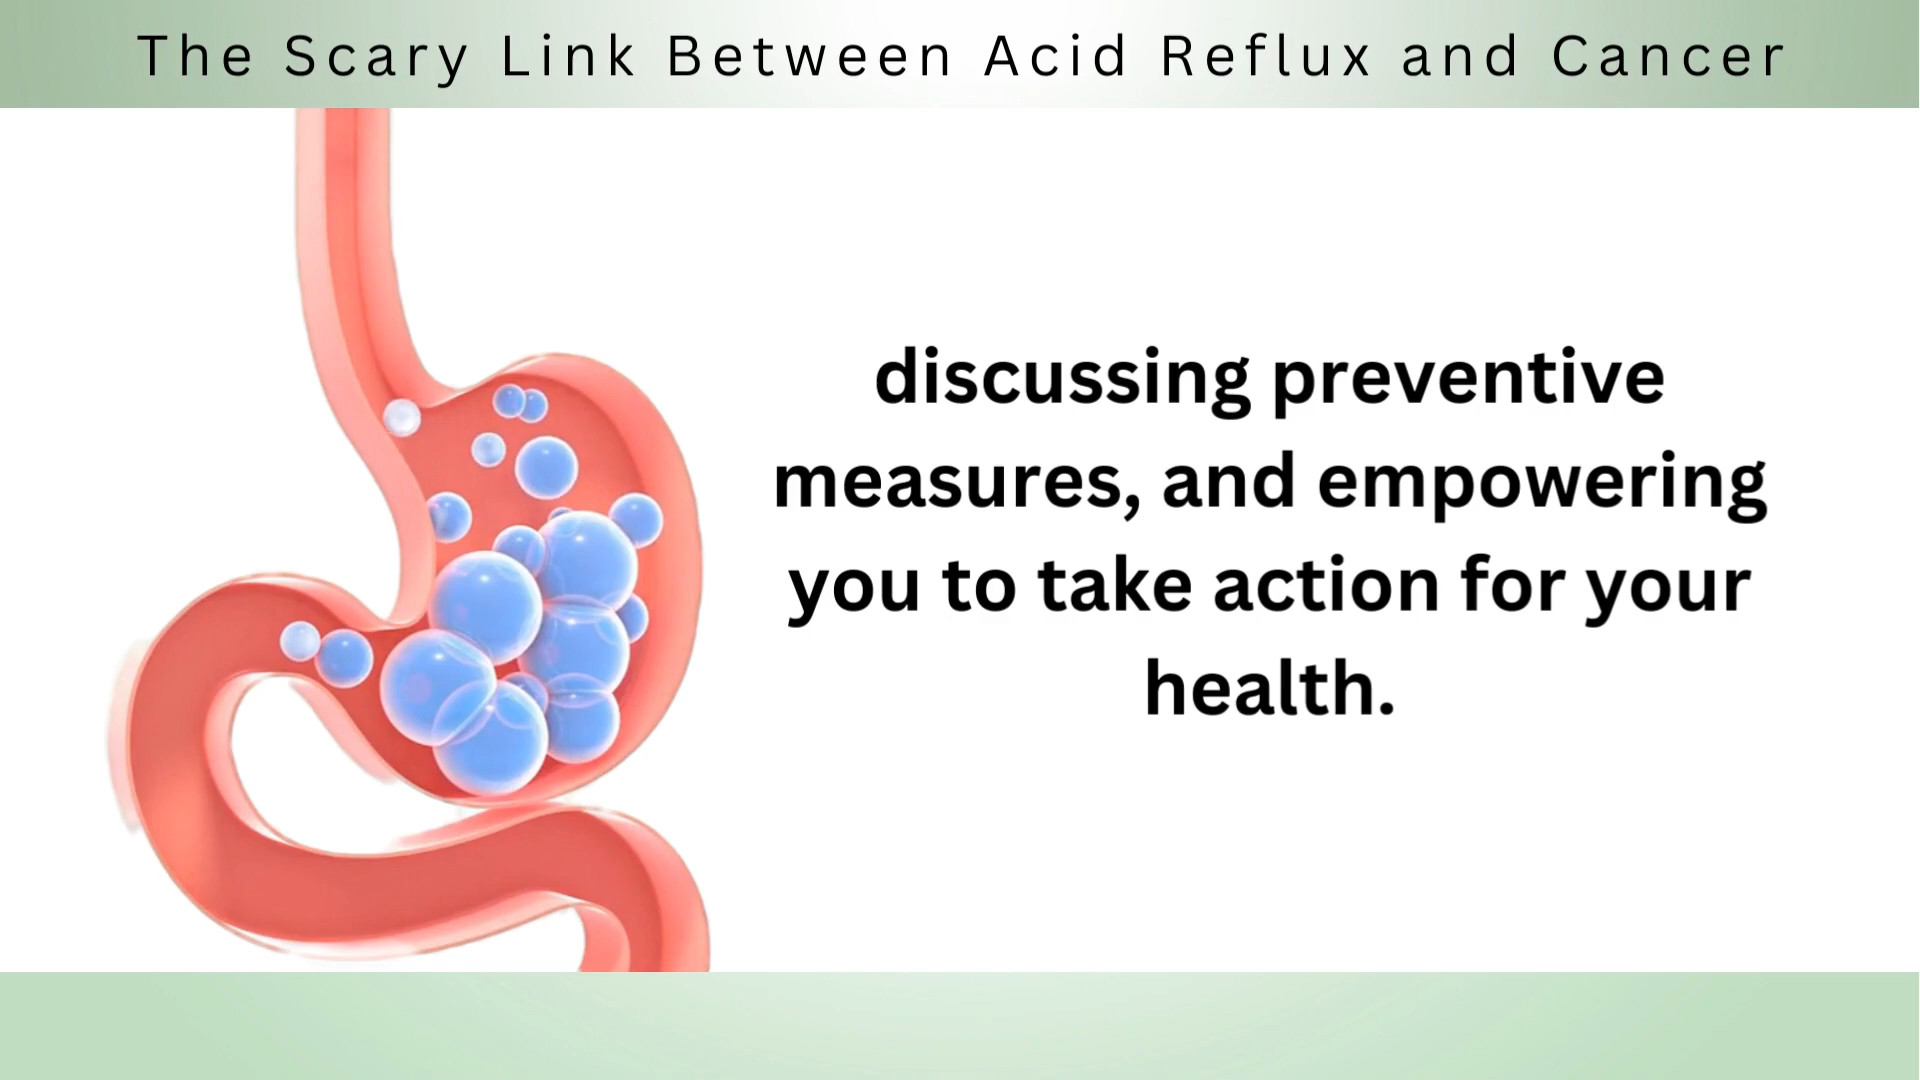 The Scary Link Between Acid Reflux and Cancer
discussing preventive
measures, and empowering
you to take action for your
health.